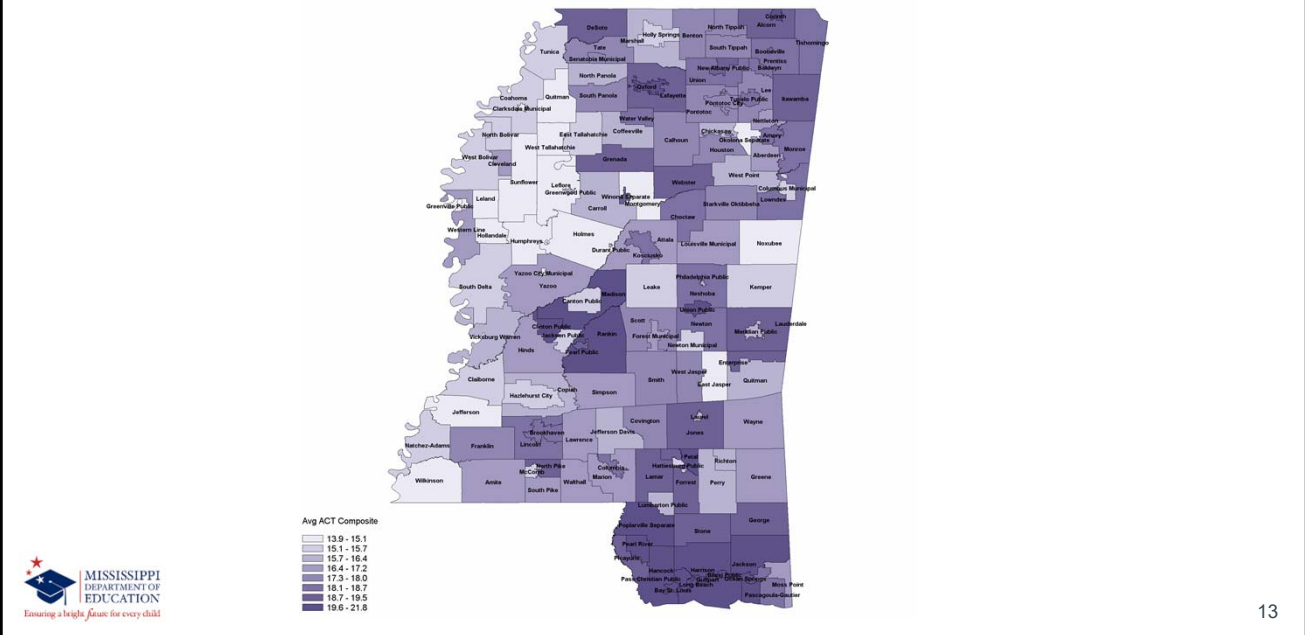 Corinth
DeSoto
North Tippah
Alcorn
Holly Springs
Benton
Marshall
Tishomingo
Tate
South Tippah
Booneville
Tunica
Senatobia Municipal
Prentiss
New Albany Public
Baldwyn
North Panola
Union
Oxford
Lafayette
Lee
Quitman
South Panola
Tupelo Public
Itawamba
Coahoma
Pontotoc City
Clarksdale Municipal
Pontotoc
Water Valley
Nettleton
North Bolivar
East Tallahatchie
Coffeeville
Chickasaw
Amory
Calhoun
Okolona Separate
West Tallahatchie
Houston
Monroe
West Bolivar
Aberdeen
Cleveland
Grenada
West Point
Sunflower
Leflore
Webster
Columbus Municipal
Greenwood Public
Leland
Winona Separate
Lowndes
Greenville Public
Carroll
Montgomery
Starkville Oktibbeha
Choctaw
Western Line
Hollandale
Humphreys
Holmes
Attala
Louisville Municipal
Noxubee
Durant Public
Kosciusko
Yazoo City Municipal
Philadelphia Public
South Delta
Yazoo
Madison
Leake
Neshoba
Kemper
Canton Public
Union Public
Clinton Public
Scott
Newton
Lauderdale
Vicksburg Warren
Jackson Public
Rankin
Forest Municipal
Meridian Public
Hinds
Pearl Public
Newton Municipal
Enterprise
Claiborne
West Jasper
Smith
East Jasper
Quitman
Hazlehurst City
Copiah
Simpson
Jefferson
Laurel
Covington
Wayne
Brookhaven
Jefferson Davis
Jones
Natchez-Adams
Franklin
Lincoln
Lawrence
Petal
North Pike
Columbia
Hattiesburg Public
Richton
McComb
Marion
Lamar
Forrest
Perry
Greene
Wilkinson
Amite
Walthall
South Pike
Lumberton Public
Poplarville Separate
George
Stone
Pearl River
Picayune
Jackson
Hancock
Harrison
Biloxi Public
Pass Christian Public
Gulfport
Ocean Springs
Long Beach
Moss Point
Bay St. Louis
Pascagoula-Gautier
Avg ACT Composite
13.9 - 15.1
15.1 - 15.7
15.7 - 16.4
16.4 - 17.2
17.3 - 18.0
18.1 - 18.7
18.7 - 19.5
19.6 - 21.8
MISSISSIPPI
DEPARTMENT OF
EDUCATION
Ensuring a bright future for every child
13